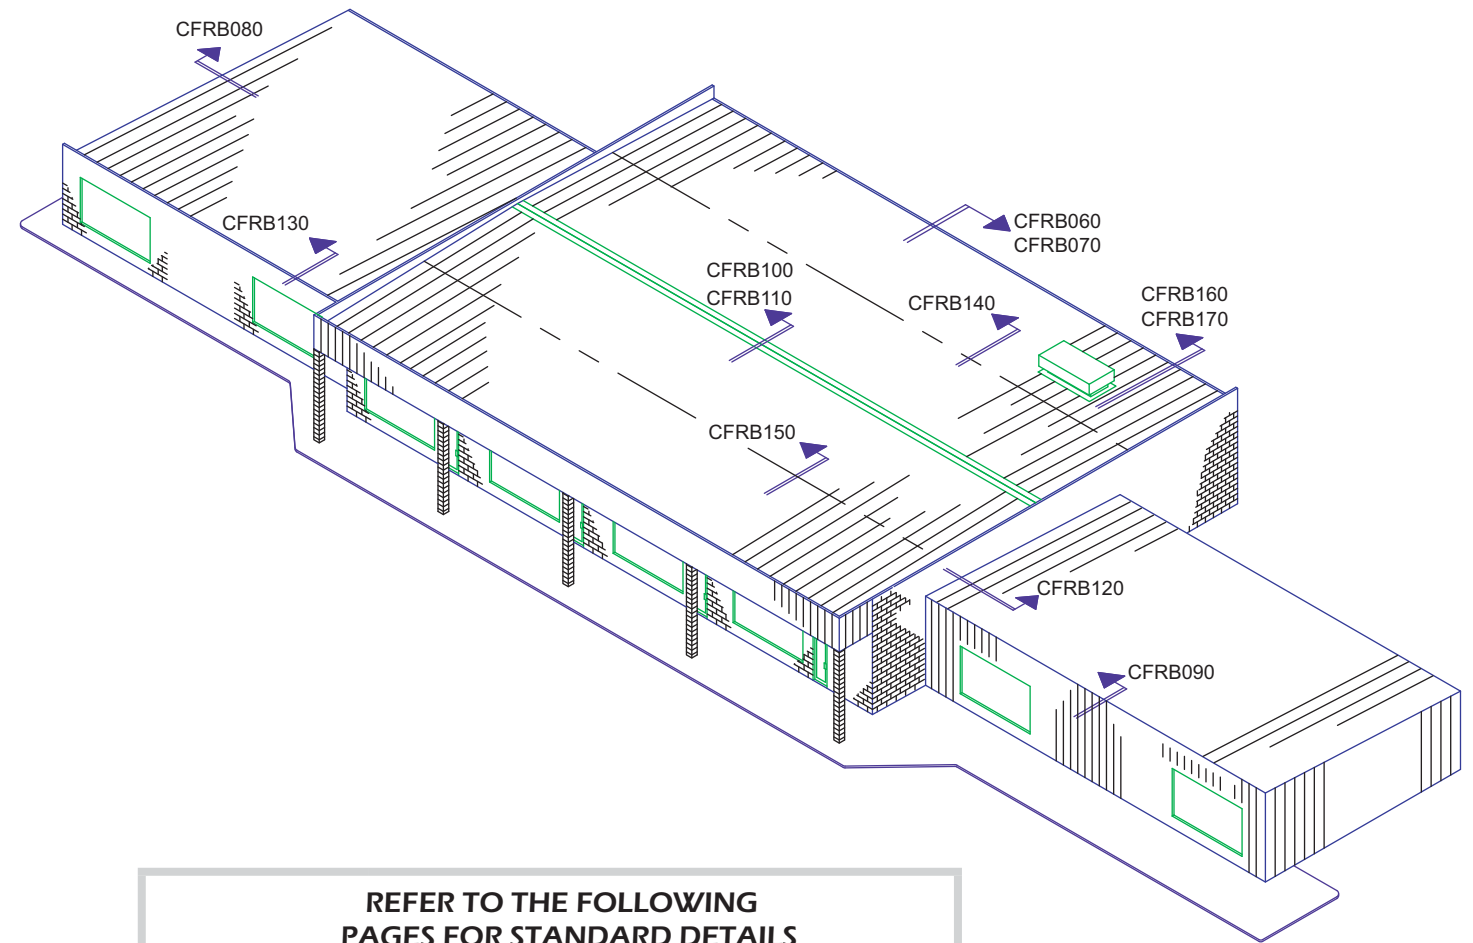 CFRB080
CFRB130
CFRB060
CFRB070
CFRB100
CFRB110
CFRB140
CFRB160
CFRB170
CFRB150
CFRB120
CFRB090
REFER TO THE FOLLOWING
PAGES FOR STANDARD DETAILS